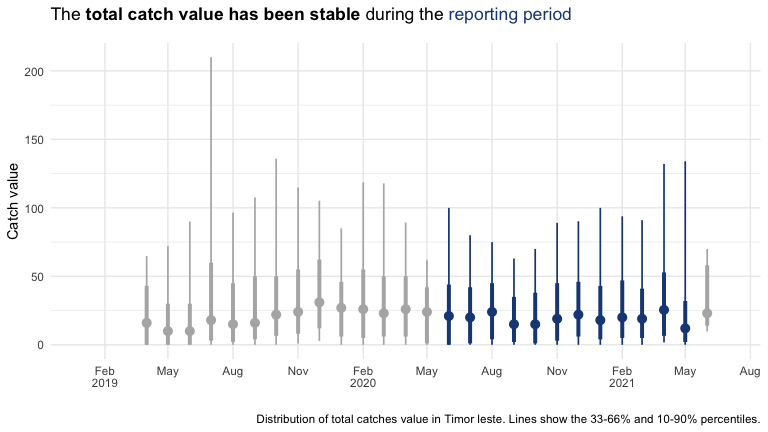 The total catch value has been stable during the reporting period
Catch value
200
150
100
50
0
Feb
2019
May
Aug
Nov
Feb
2020
May
Aug
Nov
Feb
2021
May
Aug
Distribution of total catches value in Timor leste. Lines show the 33-66% and 10-90% percentiles.